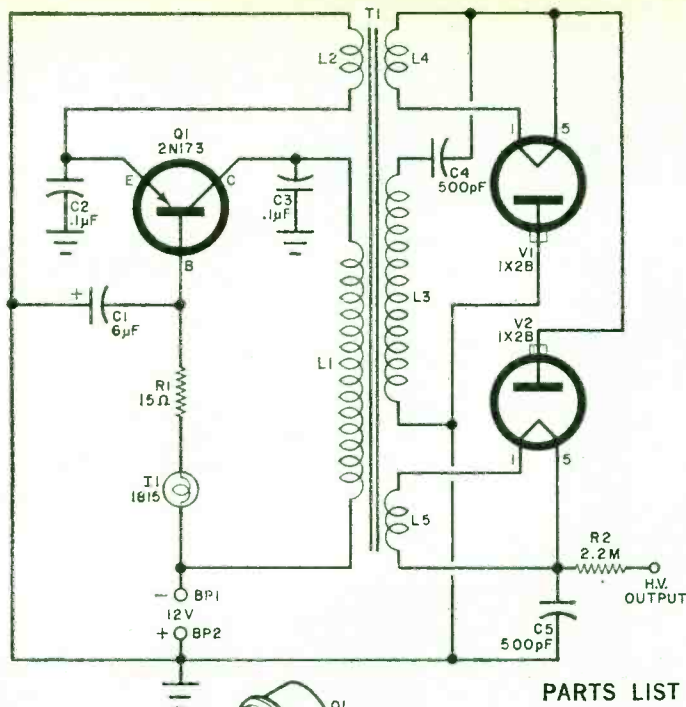 T1
L2
L4
Q1
2N173
E
C
B
C2
.1µF
C3
.1µF
C4
500pF
1
5
V1
1X2B
+
C1
6µF
L3
V2
1X2B
L1
R1
15Ω
1
5
I1
1815
L5
R2
2.2M
H.V.
OUTPUT
- BP1
12V
+ BP2
C5
500pF
Q1
PARTS LIST